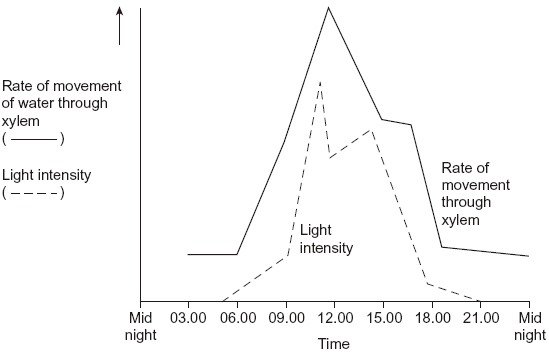 Rate of movement
of water through
xylem
( ——— )
Light intensity
( – – – – )
Rate of
movement
through
xylem
Light
intensity
Mid
night
03.00
06.00
09.00
12.00
15.00
18.00
21.00
Mid
night
Time